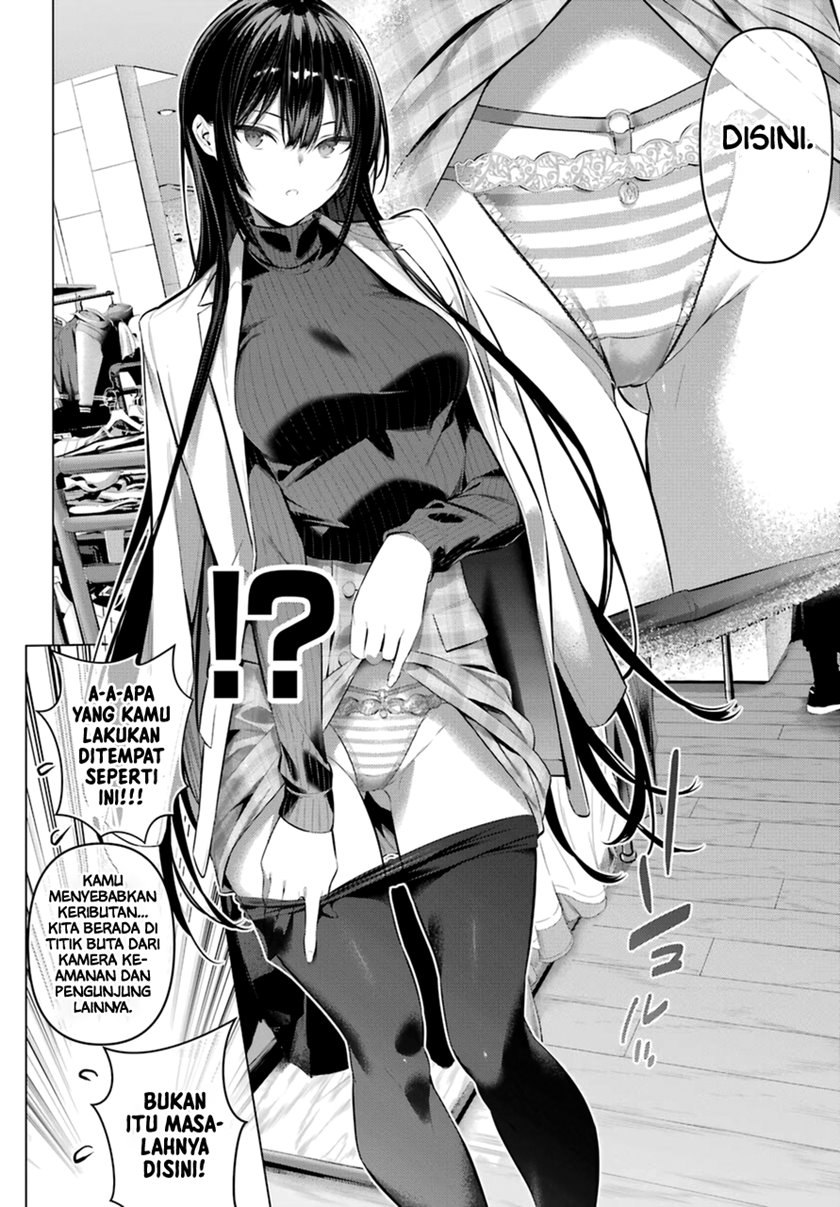 DISINI.
!?
A-A-APA
YANG KAMU
LAKUKAN
DITEMPAT
SEPERTI
INI!!!
KAMU
MENYEBABKAN
KERIBUTAN...
KITA BERADA DI
TITIK BUTA DARI
KAMERA KE-
AMANAN DAN
PENGUNJUNG
LAINNYA.
BUKAN
ITU MASA-
LAHNYA
DISINI!